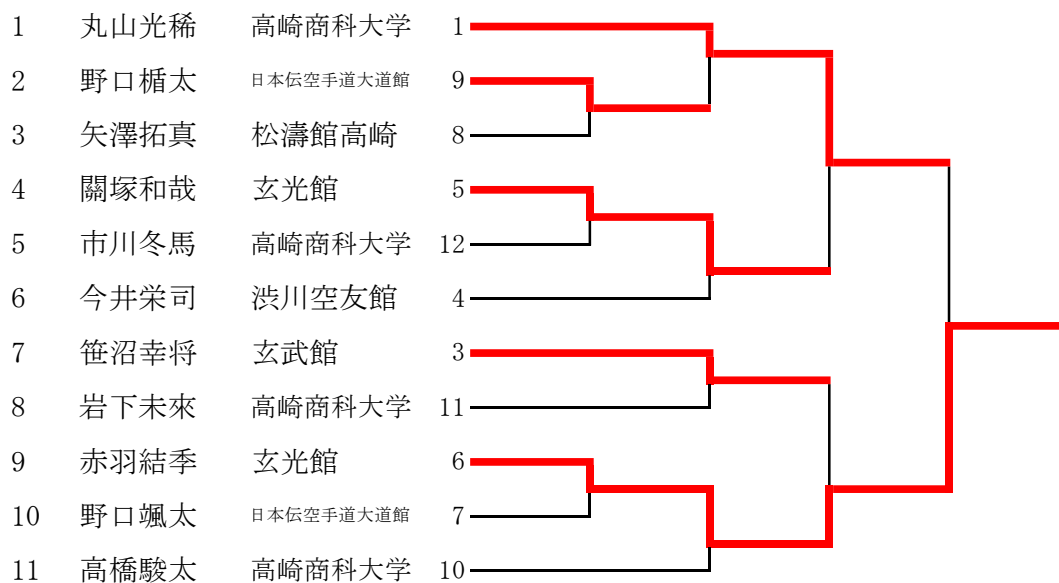 1 丸山光稀 高崎商科大学 1
2 野口楯太 日本伝空手道大道館 9
3 矢澤拓真 松濤館高崎 8
4 關塚和哉 玄光館 5
5 市川冬馬 高崎商科大学 12
6 今井栄司 渋川空友館 4
7 笹沼幸将 玄武館 3
8 岩下未來 高崎商科大学 11
9 赤羽結季 玄光館 6
10 野口颯太 日本伝空手道大道館 7
11 高橋駿太 高崎商科大学 10